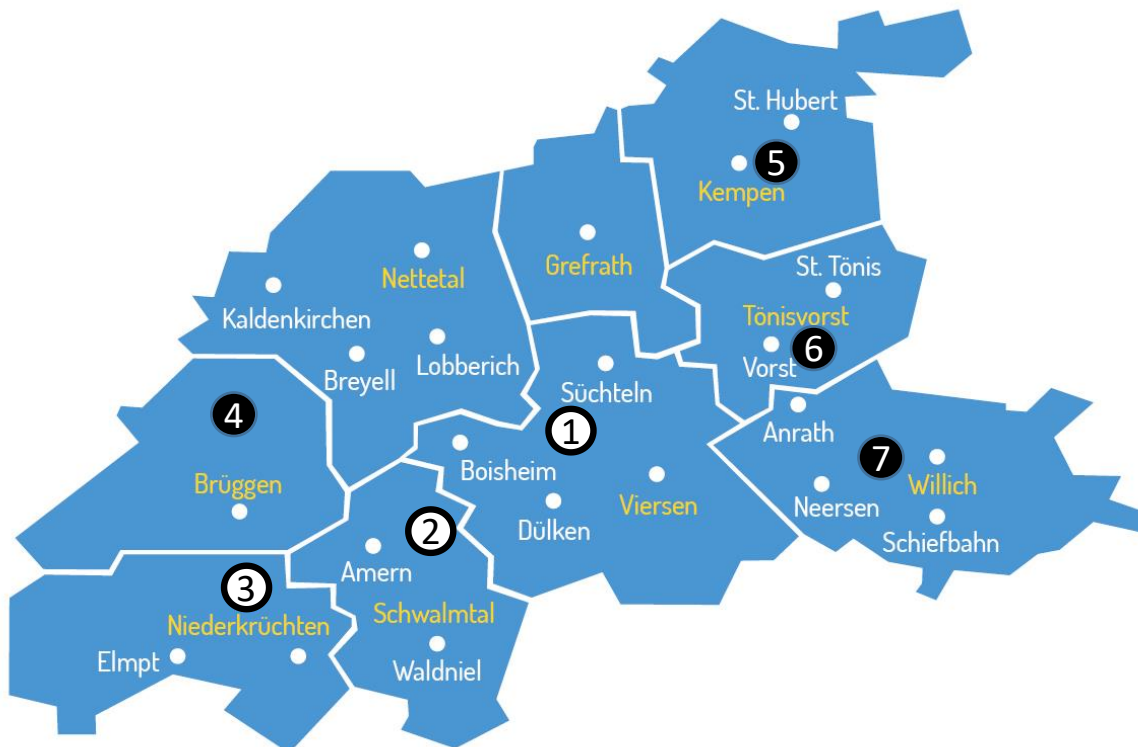 St. Hubert
5
Kempen
Grefrath
Nettetal
St. Tönis
Kaldenkirchen
Tönisvorst
6
Vorst
Lobberich
Breyell
Süchteln
4
1
Anrath
7
Boisheim
Brüggen
Willich
Neersen
Viersen
Dülken
2
Schiefbahn
Amern
3
Schwalmtal
Niederkrüchten
Elmpt
Waldniel